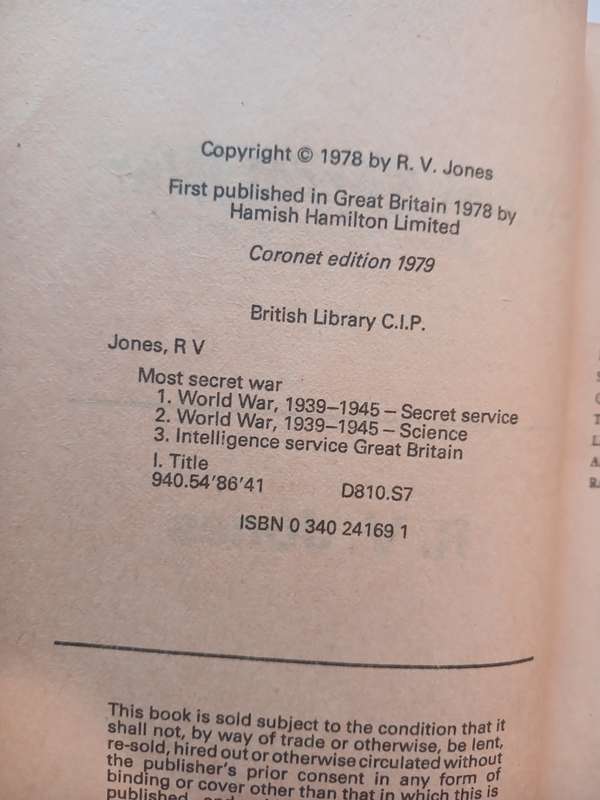 Copyright © 1978 by R. V. Jones
First published in Great Britain 1978 by
Hamish Hamilton Limited
Coronet edition 1979
British Library C.I.P.
Jones, R V
Most secret war
1. World War, 1939–1945 – Secret service
2. World War, 1939–1945 – Science
3. Intelligence service Great Britain
I. Title
940.54'86'41 D810.S7
ISBN 0 340 24169 1
This book is sold subject to the condition that it
shall not, by way of trade or otherwise, be lent,
re-sold, hired out or otherwise circulated without
the publisher's prior consent in any form of
binding or cover other than that in which this is
published